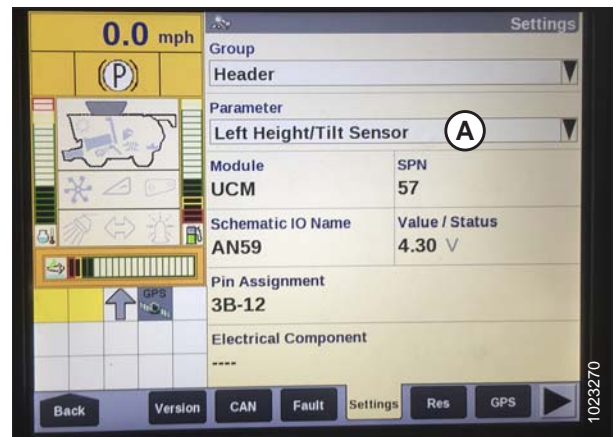 0.0 mph
(P)
Settings
Group
Header
Parameter
Left Height/Tilt Sensor
A
Module
SPN
UCM
57
Schematic IO Name
Value / Status
AN59
4.30 V
Pin Assignment
3B-12
GPS
Electrical Component
----
Back
Version
CAN
Fault
Settings
Res
GPS
1023270